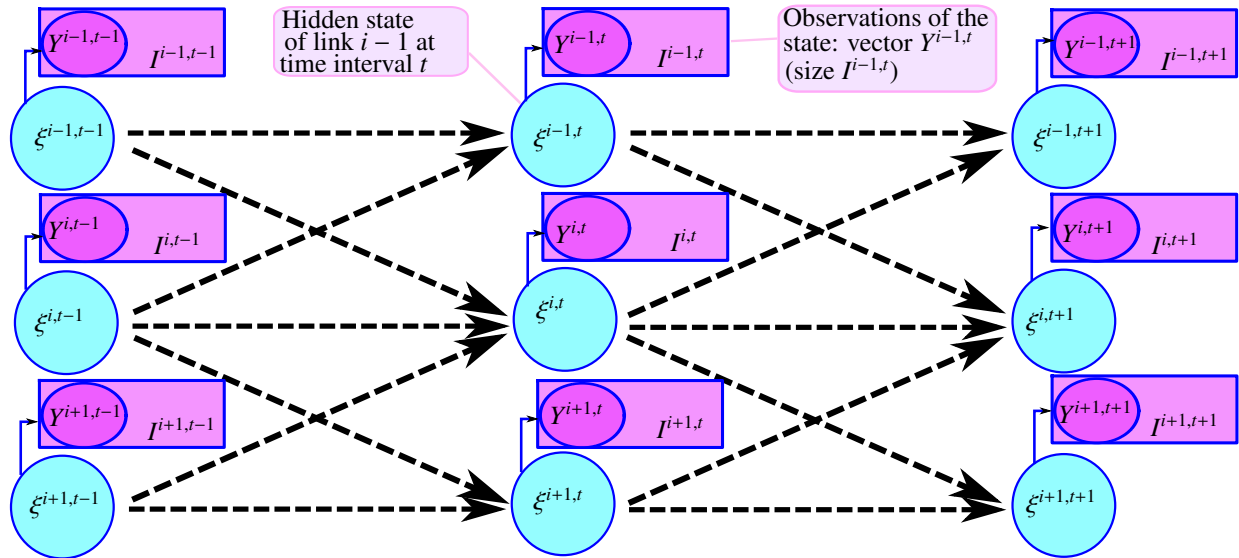 Hidden state
of link i − 1 at
time interval t
Observations of the
state: vector Y^{i−1,t}
(size I^{i−1,t})
Y^{i-1,t−1} I^{i−1,t−1}
Y^{i−1,t} I^{i−1,t}
Y^{i−1,t+1} I^{i−1,t+1}
ξ^{i−1,t−1}
ξ^{i−1,t}
ξ^{i−1,t+1}
Y^{i,t−1} I^{i,t−1}
Y^{i,t} I^{i,t}
Y^{i,t+1} I^{i,t+1}
ξ^{i,t−1}
ξ^{i,t}
ξ^{i,t+1}
Y^{i+1,t−1} I^{i+1,t−1}
Y^{i+1,t} I^{i+1,t}
Y^{i+1,t+1} I^{i+1,t+1}
ξ^{i+1,t−1}
ξ^{i+1,t}
ξ^{i+1,t+1}